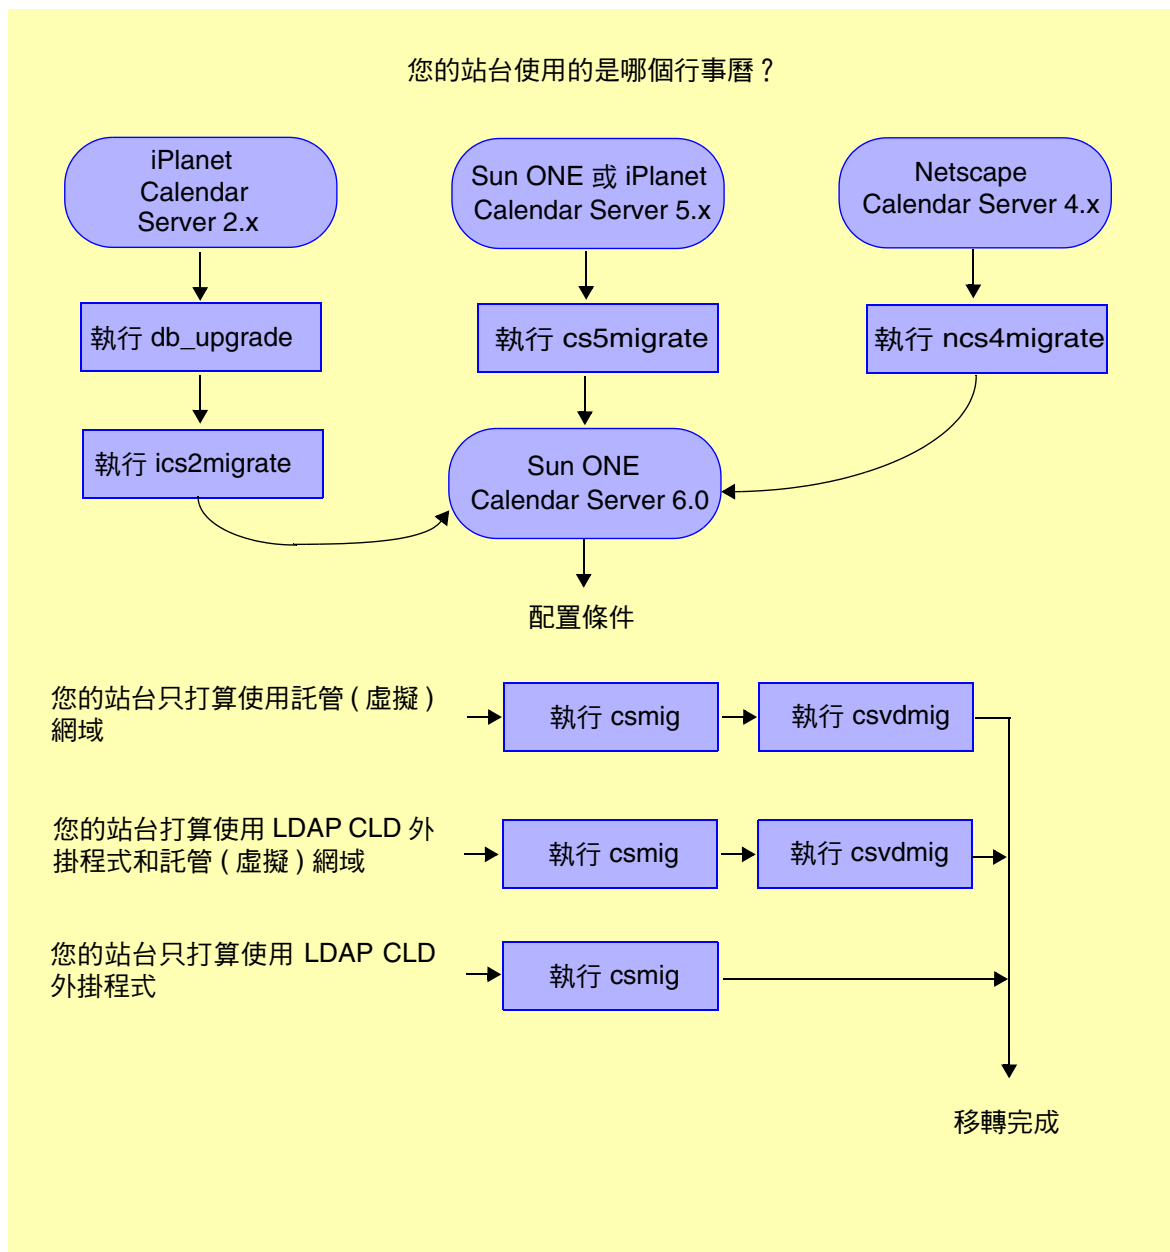 您的站台使用的是哪個行事曆？
iPlanet
Calendar
Server 2.x
Sun ONE 或 iPlanet
Calendar Server 5.x
Netscape
Calendar Server 4.x
執行 db_upgrade
執行 cs5migrate
執行 ncs4migrate
執行 ics2migrate
Sun ONE
Calendar Server 6.0
配置條件
您的站台只打算使用託管 ( 虛擬 )
網域
執行 csmig
執行 csvdmig
您的站台打算使用 LDAP CLD 外
掛程式和託管 ( 虛擬 ) 網域
執行 csmig
執行 csvdmig
您的站台只打算使用 LDAP CLD
外掛程式
執行 csmig
移轉完成